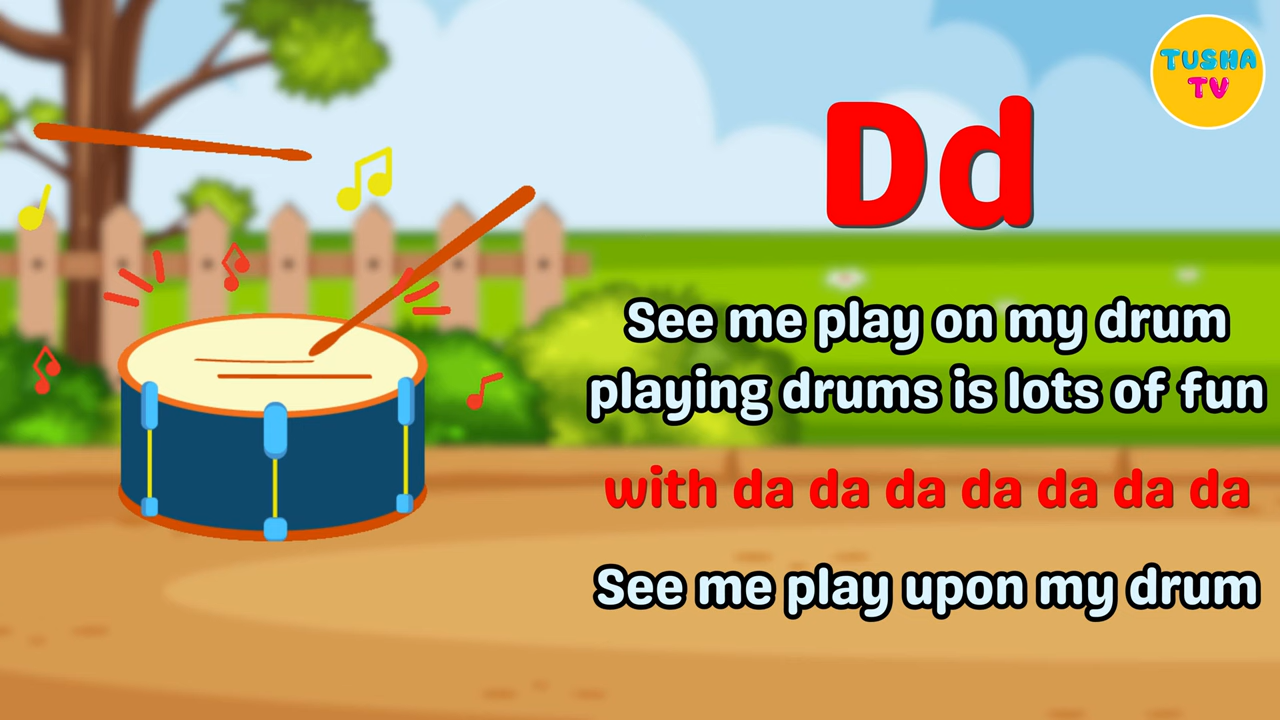 TUSHA
TV
Dd
See me play on my drum
playing drums is lots of fun
with da da da da da da da
See me play upon my drum